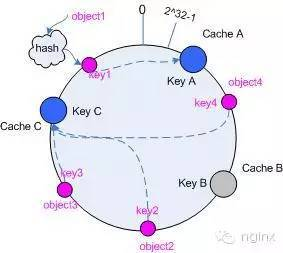 object1
0
2^32-1
Cache A
hash
key1
Key A
object4
key4
Key C
Cache C
Cache B
key3
Key B
object3
key2
object2
nginx